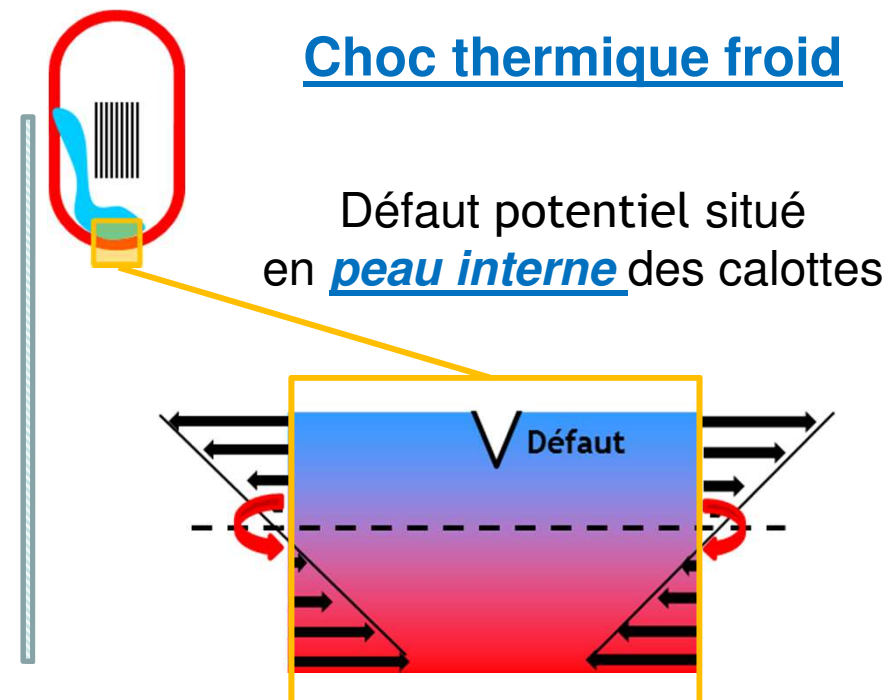 Choc thermique froid
Défaut potentiel situé
en peau interne des calottes
Défaut